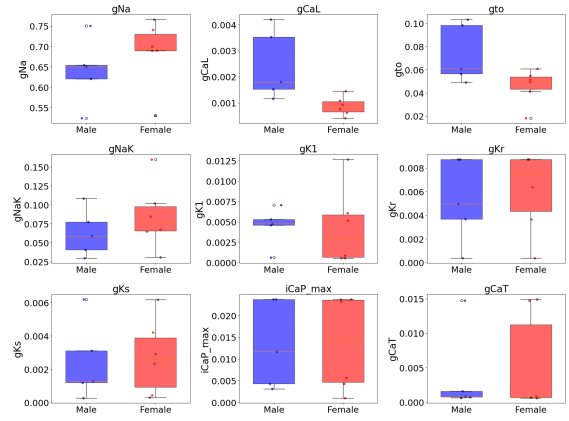 gNa
gNa
0.75
0.70
0.65
0.60
0.55
Male Female
gCaL
gCaL
0.004
0.003
0.002
0.001
Male Female
gto
gto
0.10
0.08
0.06
0.04
0.02
Male Female
gNaK
gNaK
0.150
0.125
0.100
0.075
0.050
0.025
Male Female
gK1
gK1
0.0125
0.0100
0.0075
0.0050
0.0025
0.0000
Male Female
gKr
gKr
0.008
0.006
0.004
0.002
0.000
Male Female
gKs
gKs
0.006
0.004
0.002
0.000
Male Female
iCaP_max
iCaP_max
0.020
0.015
0.010
0.005
0.000
Male Female
gCaT
gCaT
0.015
0.010
0.005
0.000
Male Female